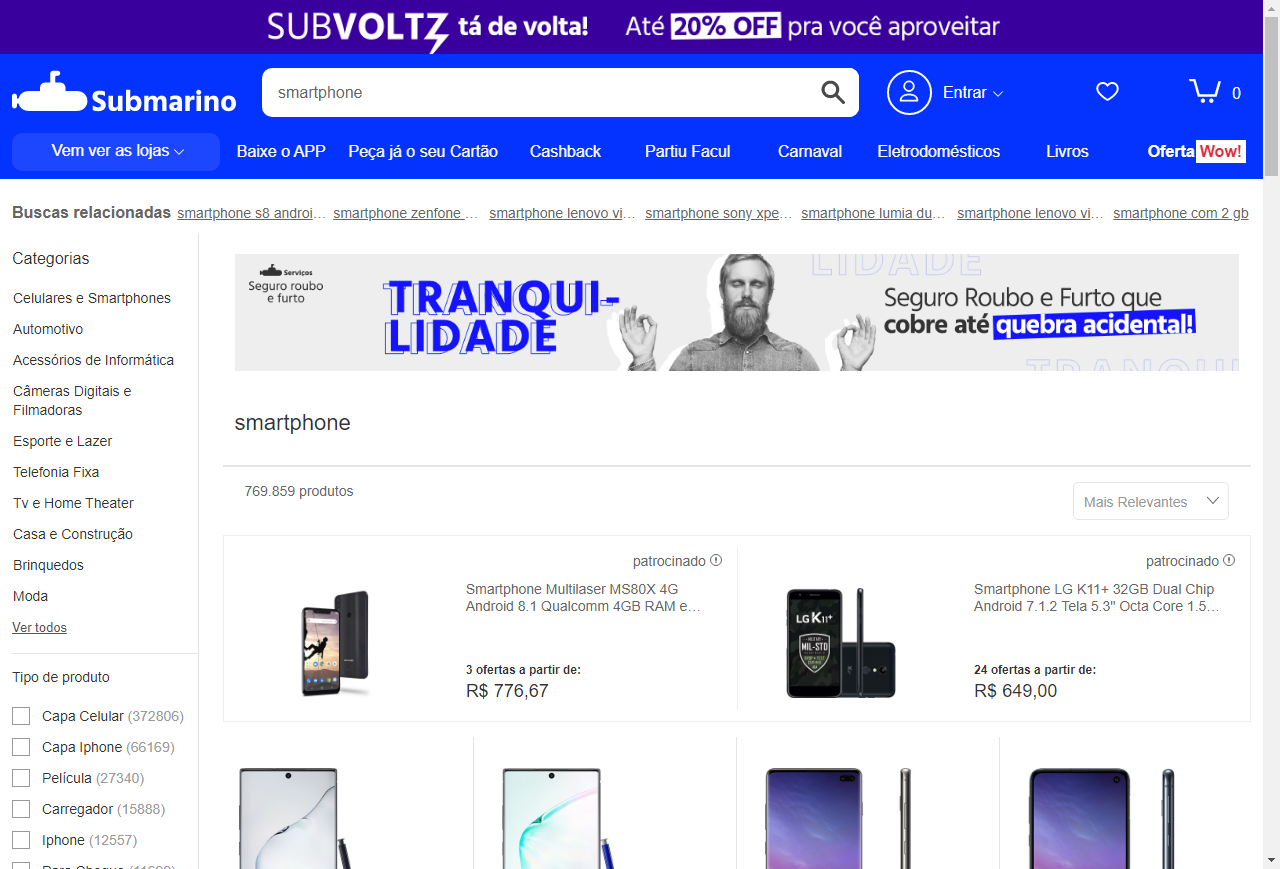 SUBVOLTZ tá de volta! Até 20% OFF pra você aproveitar
Submarino
smartphone
Entrar
0
Vem ver as lojas
Baixe o APP
Peça já o seu Cartão
Cashback
Partiu Facul
Carnaval
Eletrodomésticos
Livros
Oferta Wow!
Buscas relacionadas
smartphone s8 androi...
smartphone zenfone ...
smartphone lenovo vi...
smartphone sony xpe...
smartphone lumia du...
smartphone lenovo vi...
smartphone com 2 gb
Categorias
Celulares e Smartphones
Automotivo
Acessórios de Informática
Câmeras Digitais e
Filmadoras
Esporte e Lazer
Telefonia Fixa
Tv e Home Theater
Casa e Construção
Brinquedos
Moda
Ver todos
Tipo de produto
Capa Celular (372806)
Capa Iphone (66169)
Película (27340)
Carregador (15888)
Iphone (12557)
Serviços
Seguro roubo
e furto
TRANQUI-
LIDADE
LIDADE
Seguro Roubo e Furto que
cobre até quebra acidental!
TRANQUI
smartphone
769.859 produtos
Mais Relevantes
patrocinado
Smartphone Multilaser MS80X 4G
Android 8.1 Qualcomm 4GB RAM e...
3 ofertas a partir de:
R$ 776,67
patrocinado
Smartphone LG K11+ 32GB Dual Chip
Android 7.1.2 Tela 5.3" Octa Core 1.5...
24 ofertas a partir de:
R$ 649,00
LG K11+
MIL-STD